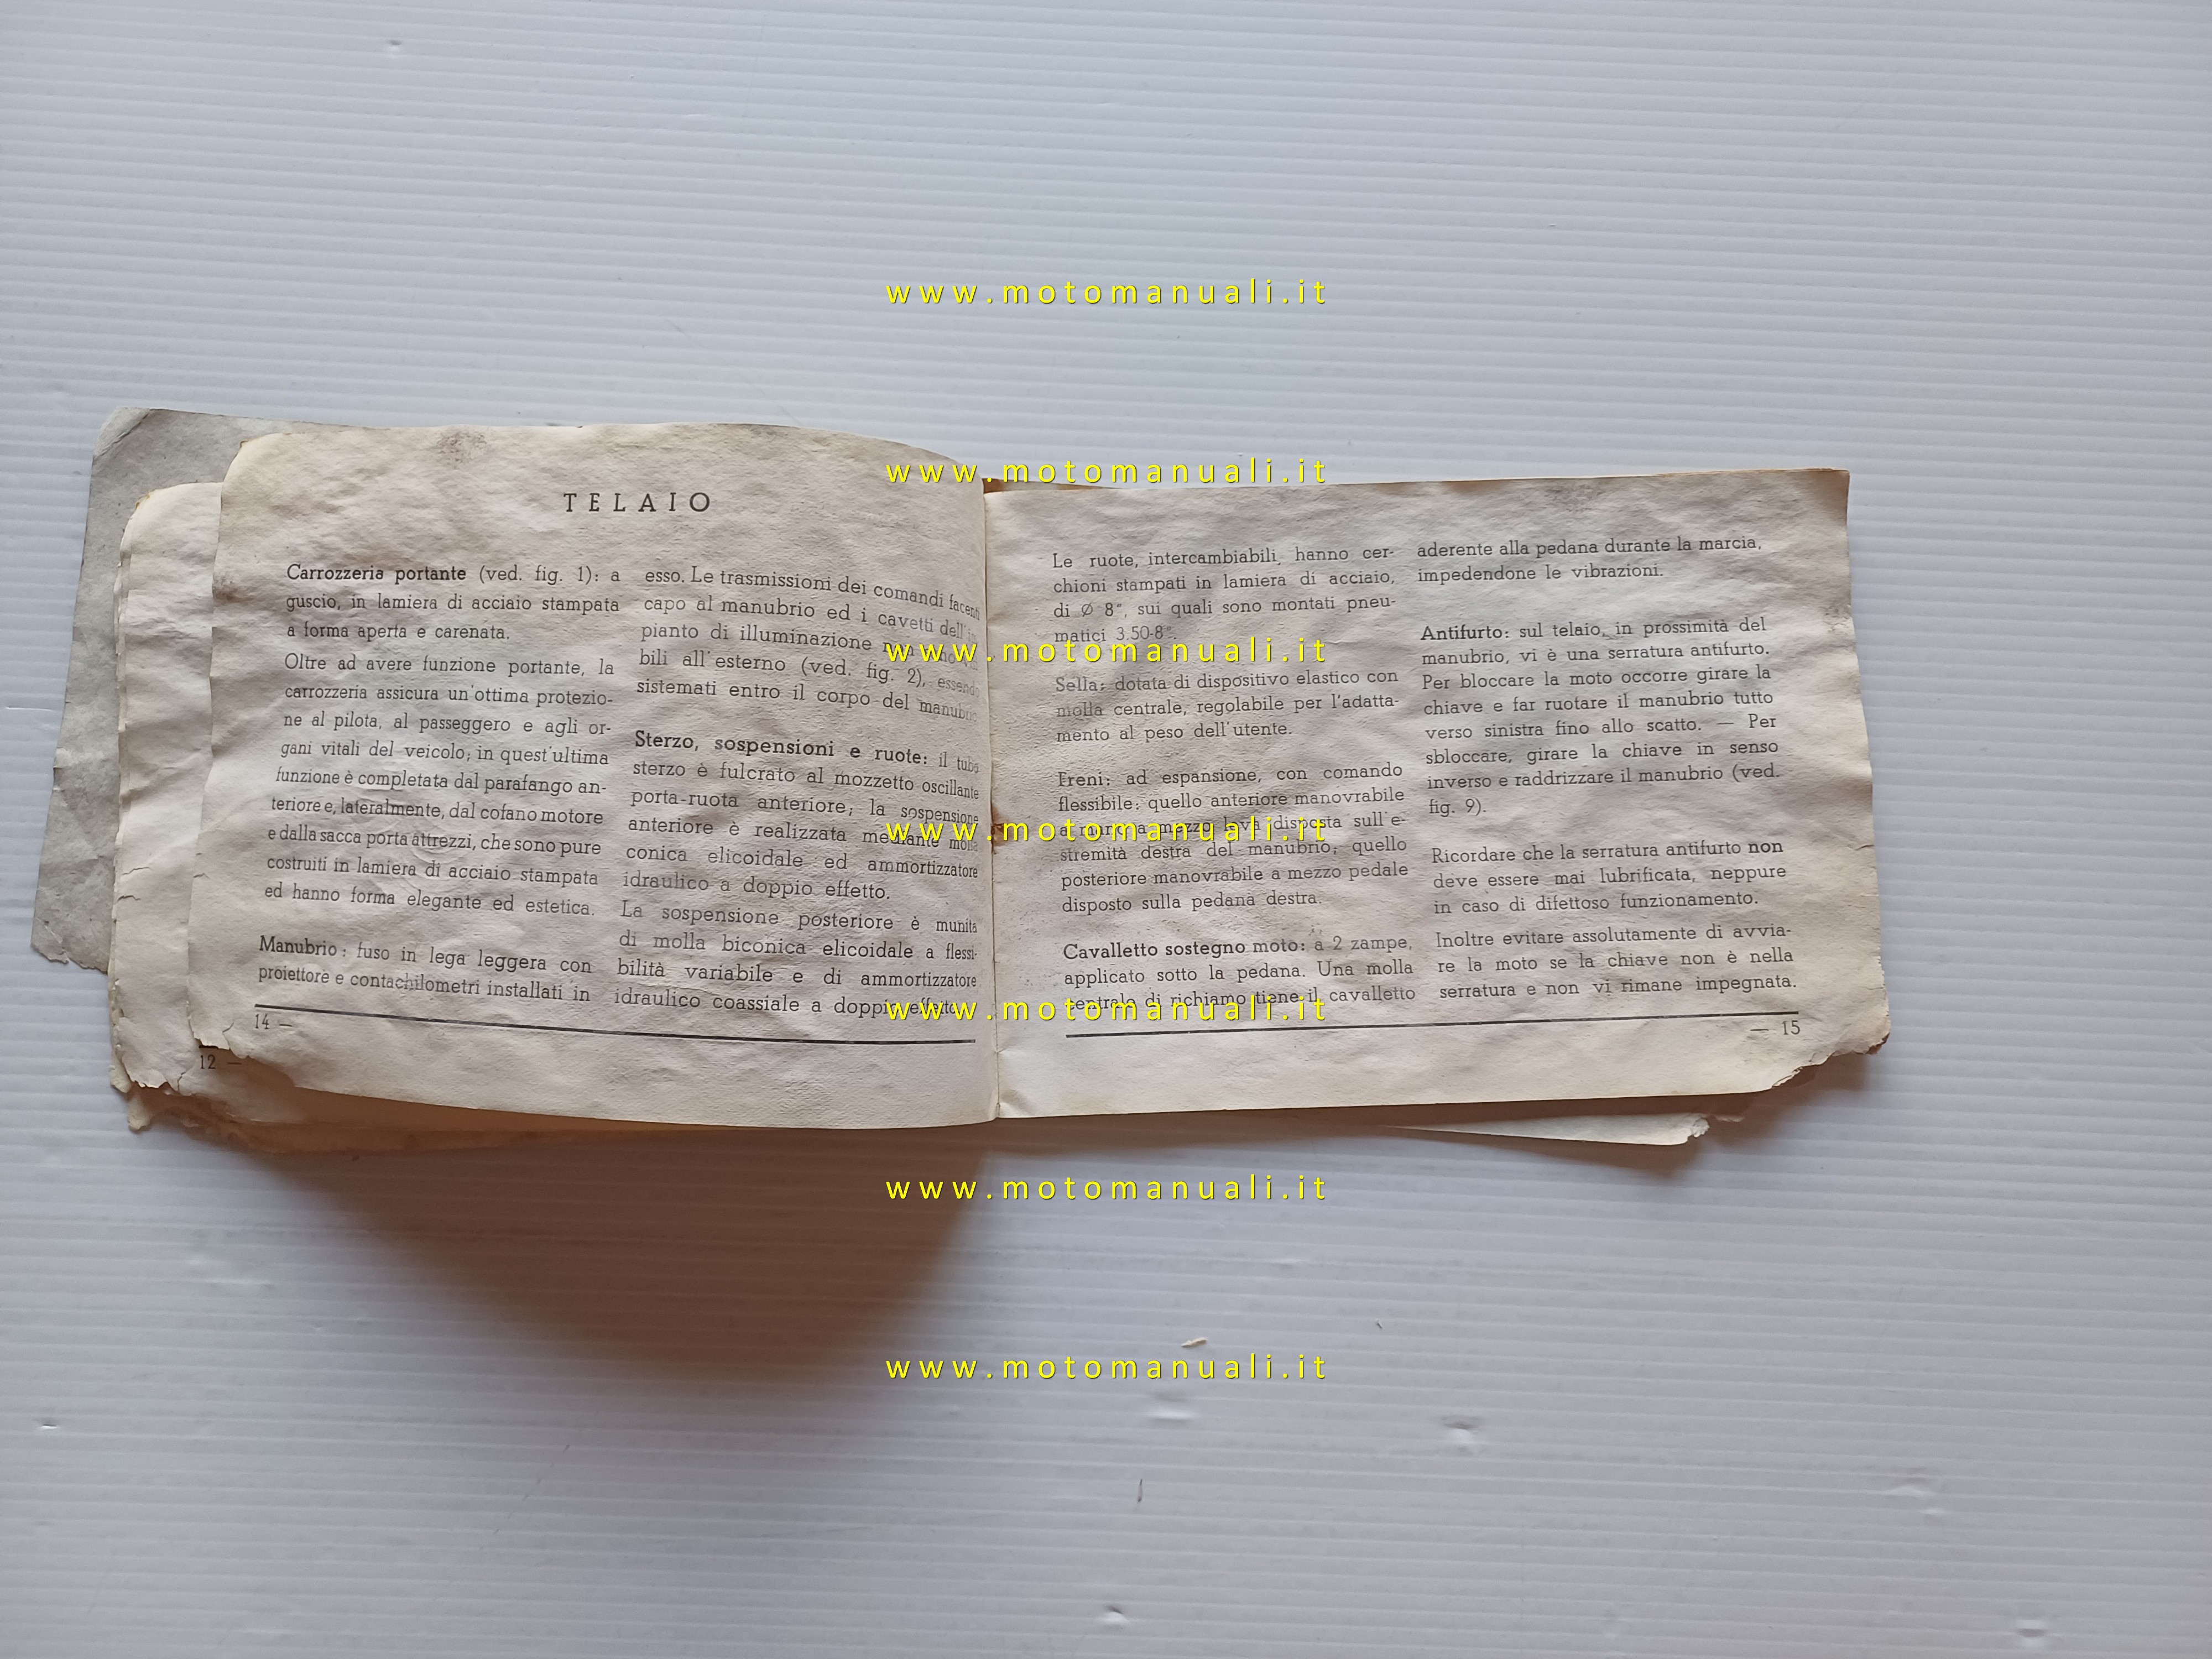 TELAIO
Carrozzeria portante (ved. fig. 1): a
guscio, in lamiera di acciaio stampata
a forma aperta e carenata.
Oltre ad avere funzione portante, la
carrozzeria assicura un'ottima protezio-
ne al pilota, al passeggero e agli or-
gani vitali del veicolo; in quest'ultima
funzione è completata dal parafango an-
teriore e, lateralmente, dal cofano motore
e dalla sacca porta attrezzi, che sono pure
costruiti in lamiera di acciaio stampata
ed hanno forma elegante ed estetica.
Manubrio: fuso in lega leggera con
proiettore e contachilometri installati in
esso. Le trasmissioni dei comandi facenti
capo al manubrio ed i cavetti dell'
pianto di illuminazione
bili all'esterno (ved. fig. 2), essendo
sistemati entro il corpo del manubrio
Sterzo, sospensioni e ruote: il tubo
sterzo è fulcrato al mozzetto oscillante
porta-ruota anteriore; la sospensione
anteriore è realizzata mediante molla
conica elicoidale ed ammortizzatore
idraulico a doppio effetto.
La sospensione posteriore è munita
di molla biconica elicoidale a flessi-
bilità variabile e di ammortizzatore
idraulico coassiale a doppio effetto
14 —
12 —
Le ruote, intercambiabili, hanno cer-
chioni stampati in lamiera di acciaio,
di Ø 8", sui quali sono montati pneu-
matici 3.50-8".
Sella: dotata di dispositivo elastico con
molla centrale, regolabile per l'adatta-
mento al peso dell'utente.
Freni: ad espansione, con comando
flessibile: quello anteriore manovrabile
a mano a mezzo leva disposta sull'e-
stremità destra del manubrio; quello
posteriore manovrabile a mezzo pedale
disposto sulla pedana destra.
Cavalletto sostegno moto: a 2 zampe,
applicato sotto la pedana. Una molla
centrale di richiamo tiene il cavalletto
aderente alla pedana durante la marcia,
impedendone le vibrazioni.
Antifurto: sul telaio, in prossimità del
manubrio, vi è una serratura antifurto.
Per bloccare la moto occorre girare la
chiave e far ruotare il manubrio tutto
verso sinistra fino allo scatto. — Per
sbloccare, girare la chiave in senso
inverso e raddrizzare il manubrio (ved.
fig. 9).
Ricordare che la serratura antifurto non
deve essere mai lubrificata, neppure
in caso di difettoso funzionamento.
Inoltre evitare assolutamente di avvia-
re la moto se la chiave non è nella
serratura e non vi rimane impegnata.
— 15
www.motomanuali.it
www.motomanuali.it
www.motomanuali.it
www.motomanuali.it
www.motomanuali.it
www.motomanuali.it
www.motomanuali.it